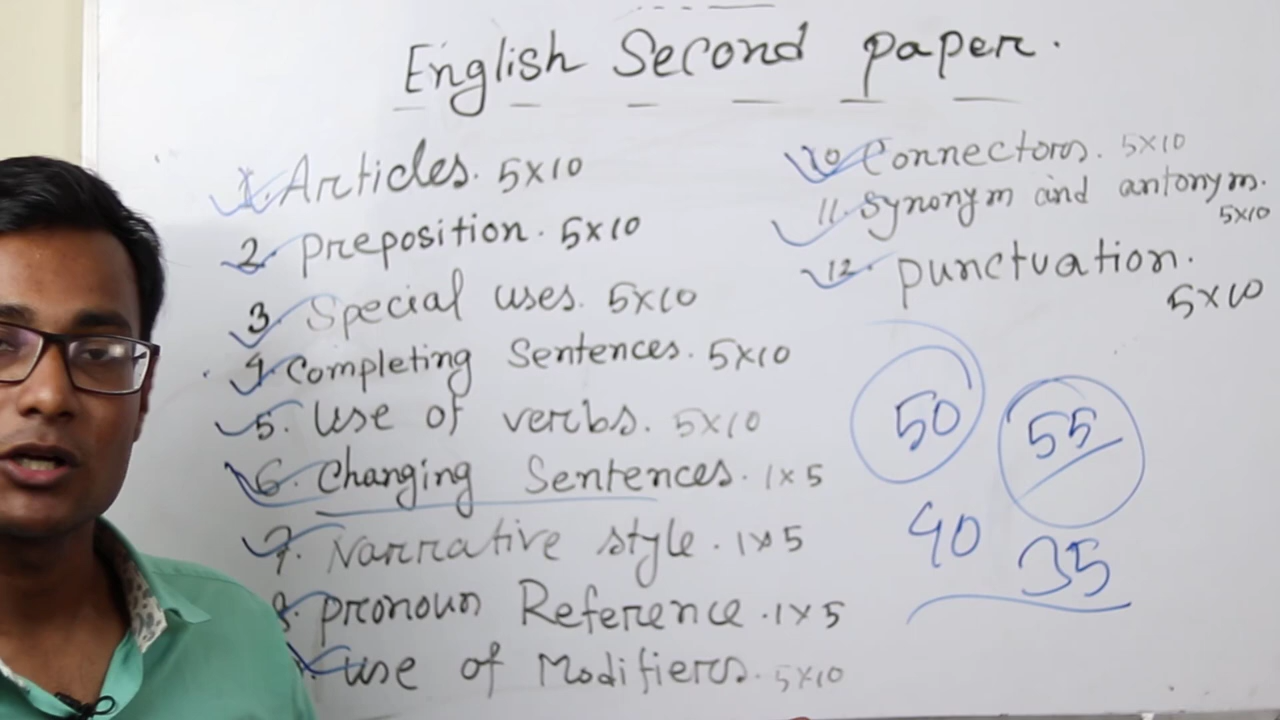 English Second paper.
1. Articles. 5x10
2. preposition. 5x10
3. Special uses. 5x10
4. Completing Sentences. 5x10
5. Use of verbs. 5x10
6. Changing Sentences. 1x5
7. Narrative style. 1x5
8. pronoun Reference. 1x5
use of Modifiers. 5x10
10 Connectors. 5x10
11. Synonym and antonym.
5x10
12. punctuation.
5x10
50 55
40 35